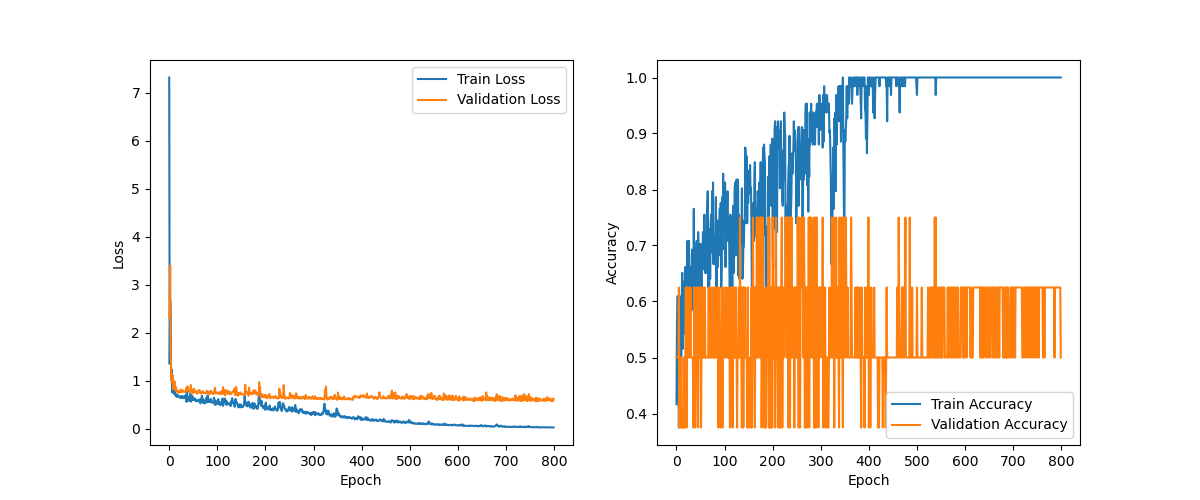 7
6
5
4
3
2
1
0
Loss
0 100 200 300 400 500 600 700 800
Epoch
Train Loss
Validation Loss
1.0
0.9
0.8
0.7
0.6
0.5
0.4
Accuracy
0 100 200 300 400 500 600 700 800
Epoch
Train Accuracy
Validation Accuracy